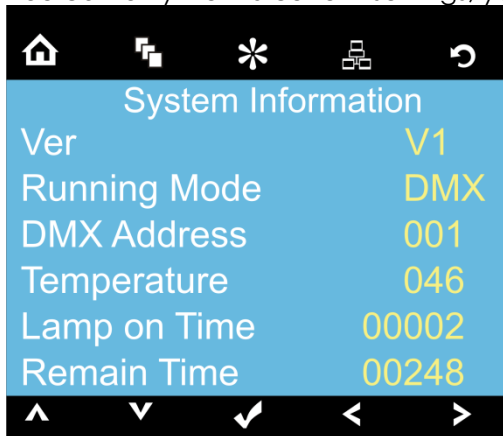 System Information
Ver V1
Running Mode DMX
DMX Address 001
Temperature 046
Lamp on Time 00002
Remain Time 00248